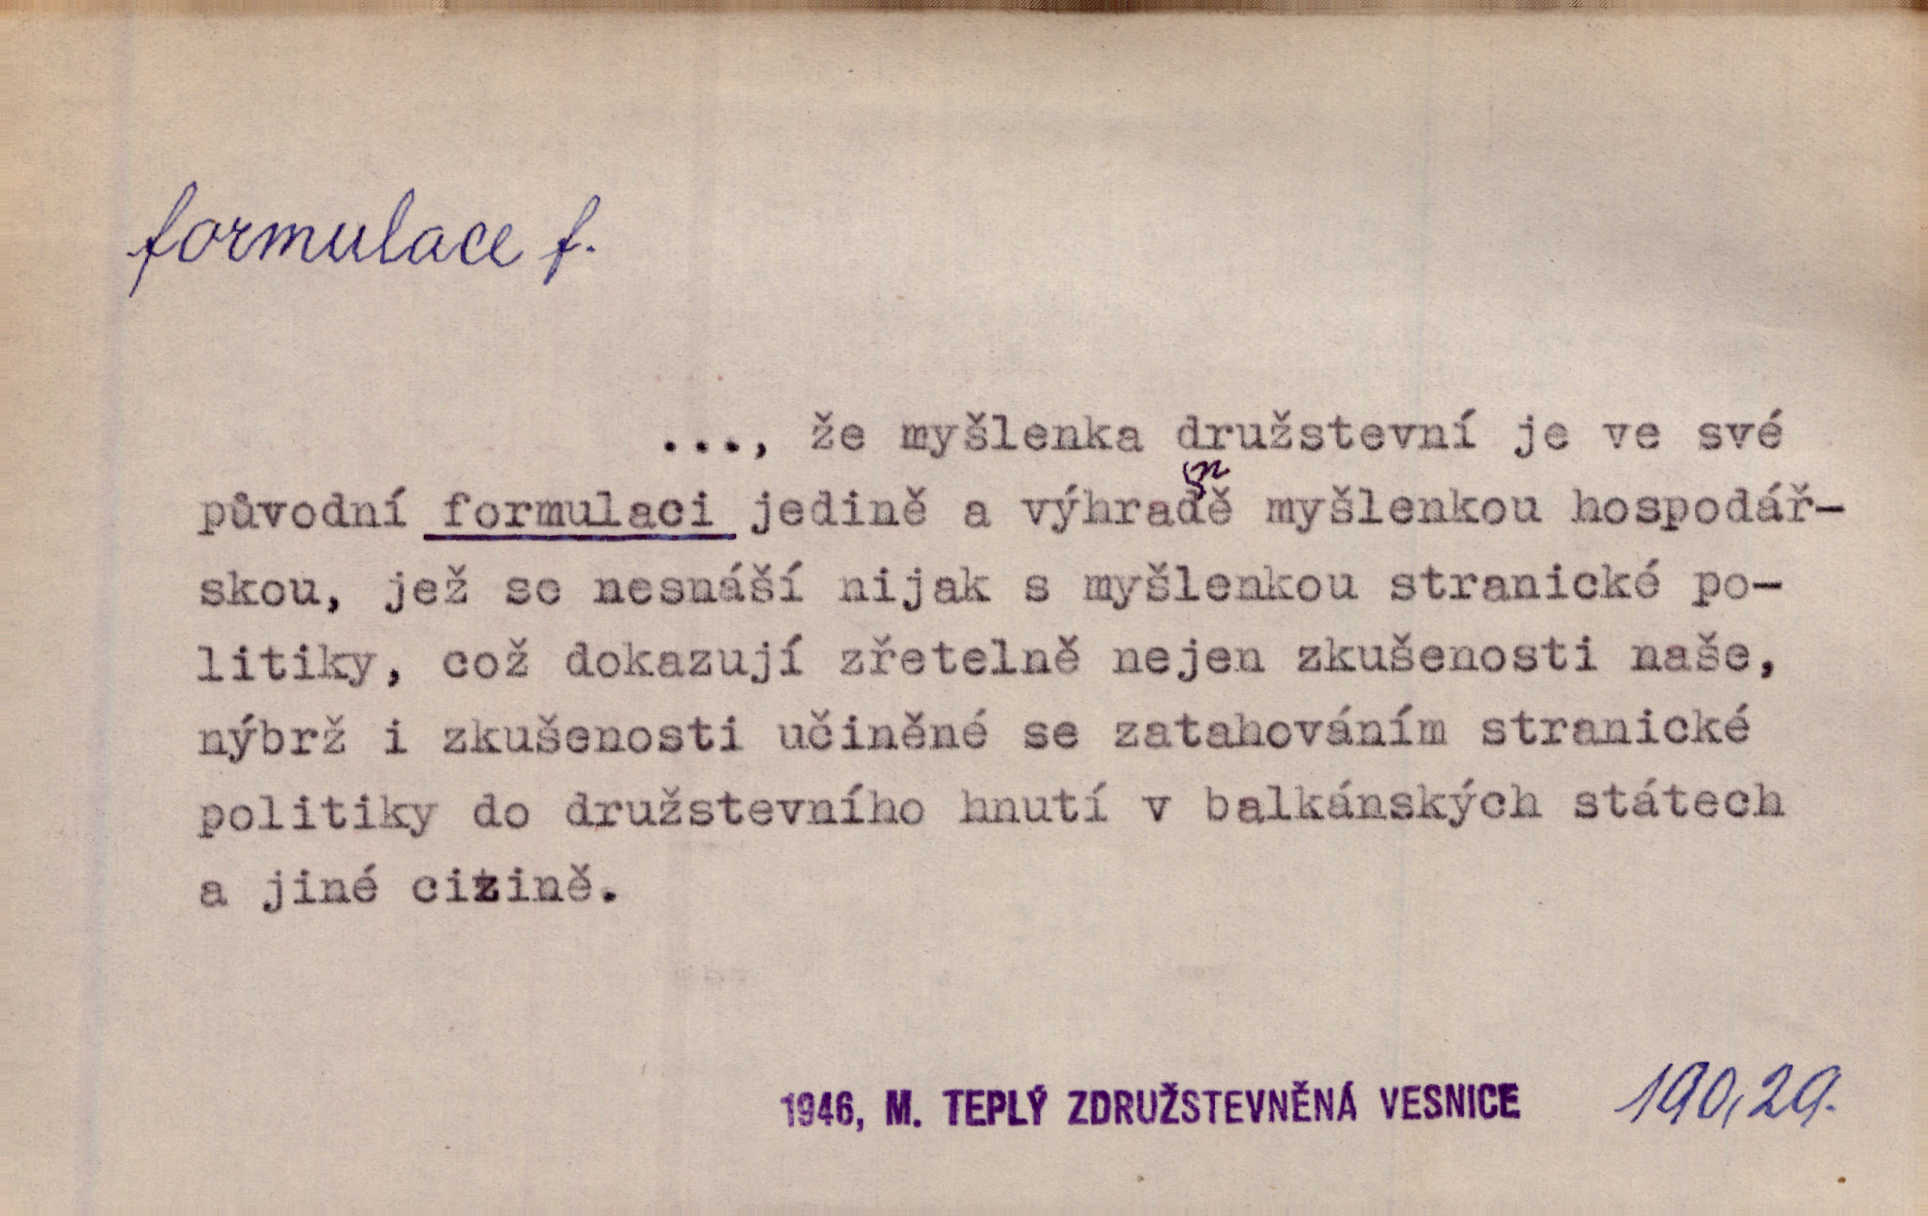 formulace f.
..., že myšlenka družstevní je ve své
původní formulaci jedině a výhradně myšlenkou hospodář-
skou, jež se nesnáší nijak s myšlenkou stranické po-
litiky, což dokazují zřetelně nejen zkušenosti naše,
nýbrž i zkušenosti učiněné se zatahováním stranické
politiky do družstevního hnutí v balkánských státech
a jiné cizině.
1946, M. TEPLÝ ZDRUŽSTEVNĚNÁ VESNICE 190,29.